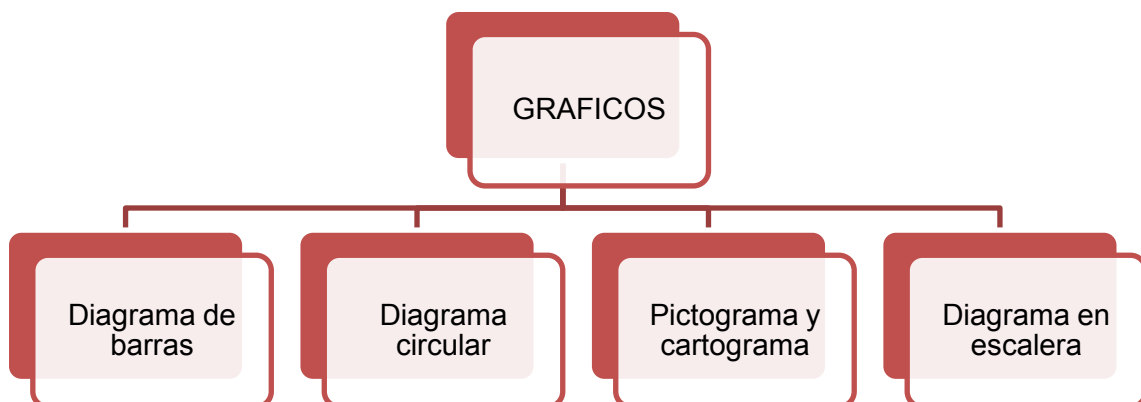 GRAFICOS
Diagrama de
barras
Diagrama
circular
Pictograma y
cartograma
Diagrama en
escalera